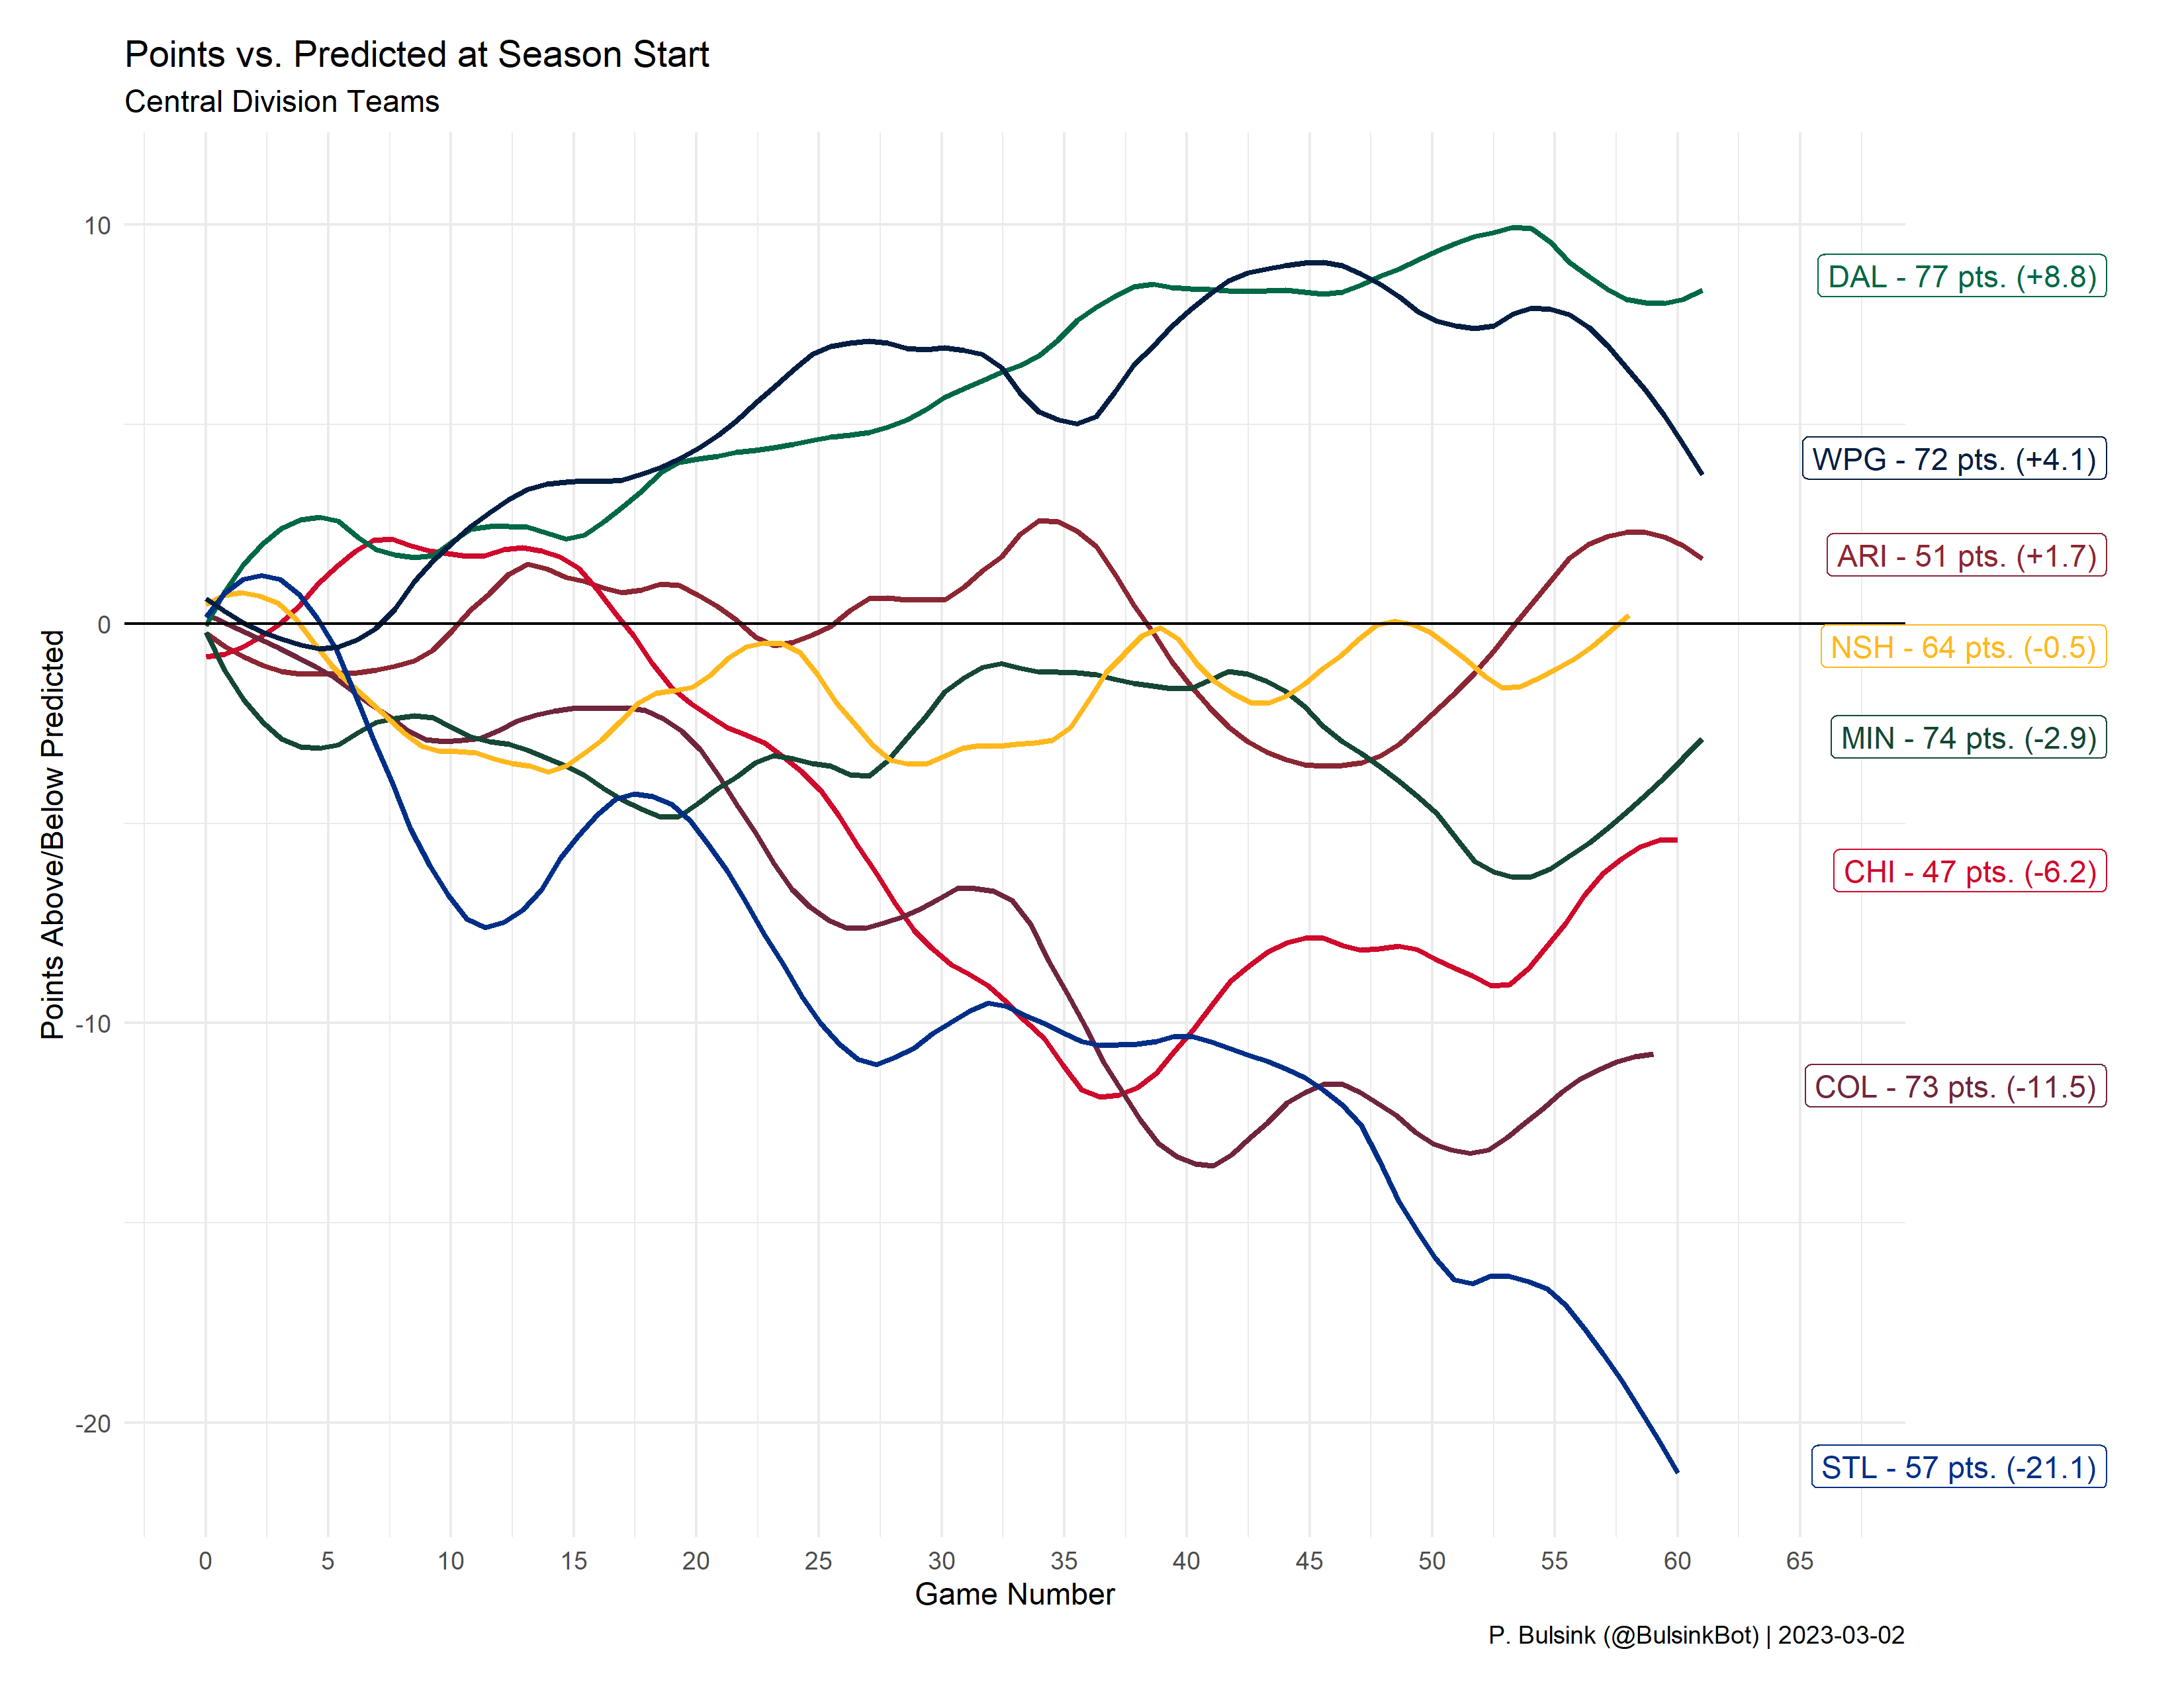 Points vs. Predicted at Season Start
Central Division Teams
Points Above/Below Predicted
10
0
-10
-20
DAL - 77 pts. (+8.8)
WPG - 72 pts. (+4.1)
ARI - 51 pts. (+1.7)
NSH - 64 pts. (-0.5)
MIN - 74 pts. (-2.9)
CHI - 47 pts. (-6.2)
COL - 73 pts. (-11.5)
STL - 57 pts. (-21.1)
0 5 10 15 20 25 30 35 40 45 50 55 60 65
Game Number
P. Bulsink (@BulsinkBot) | 2023-03-02